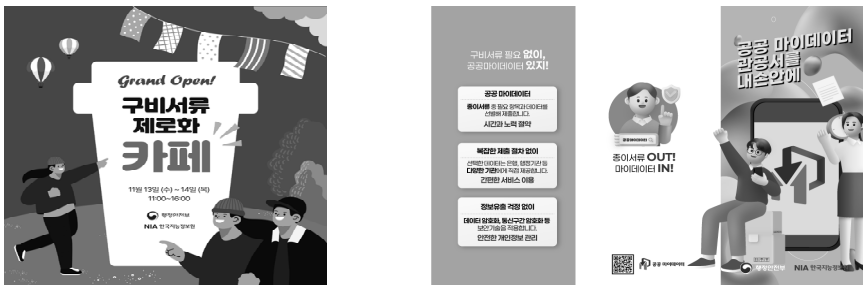 Grand Open!
구비서류
제로화
카페
11월 13일 (수) ~ 14일 (목)
11:00~16:00
행정안전부
NIA 한국지능정보원
구비서류 필요 없이,
공공마이데이터 있지!
공공 마이데이터
종이서류 중 필요 항목과 데이터를
선별해 제출합니다.
시간과 노력 절약
복잡한 제출 절차 없이
선택한 데이터는 은행, 행정기관 등
다양한 기관에게 직접 제공합니다.
간편한 서비스 이용
정보유출 걱정 없이
데이터 암호화, 통신구간 암호화 등
보안기술을 적용합니다.
안전한 개인정보 관리
공공마이데이터
종이서류 OUT!
마이데이터 IN!
공공 마이데이터
공공 마이데이터
관공서를
내손안에
행정안전부
NIA 한국지능정보